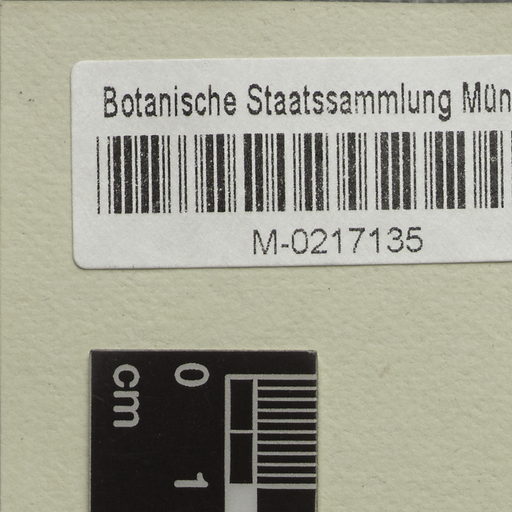 Botanische Staatssammlung Mün
M-0217135
cm
0
1